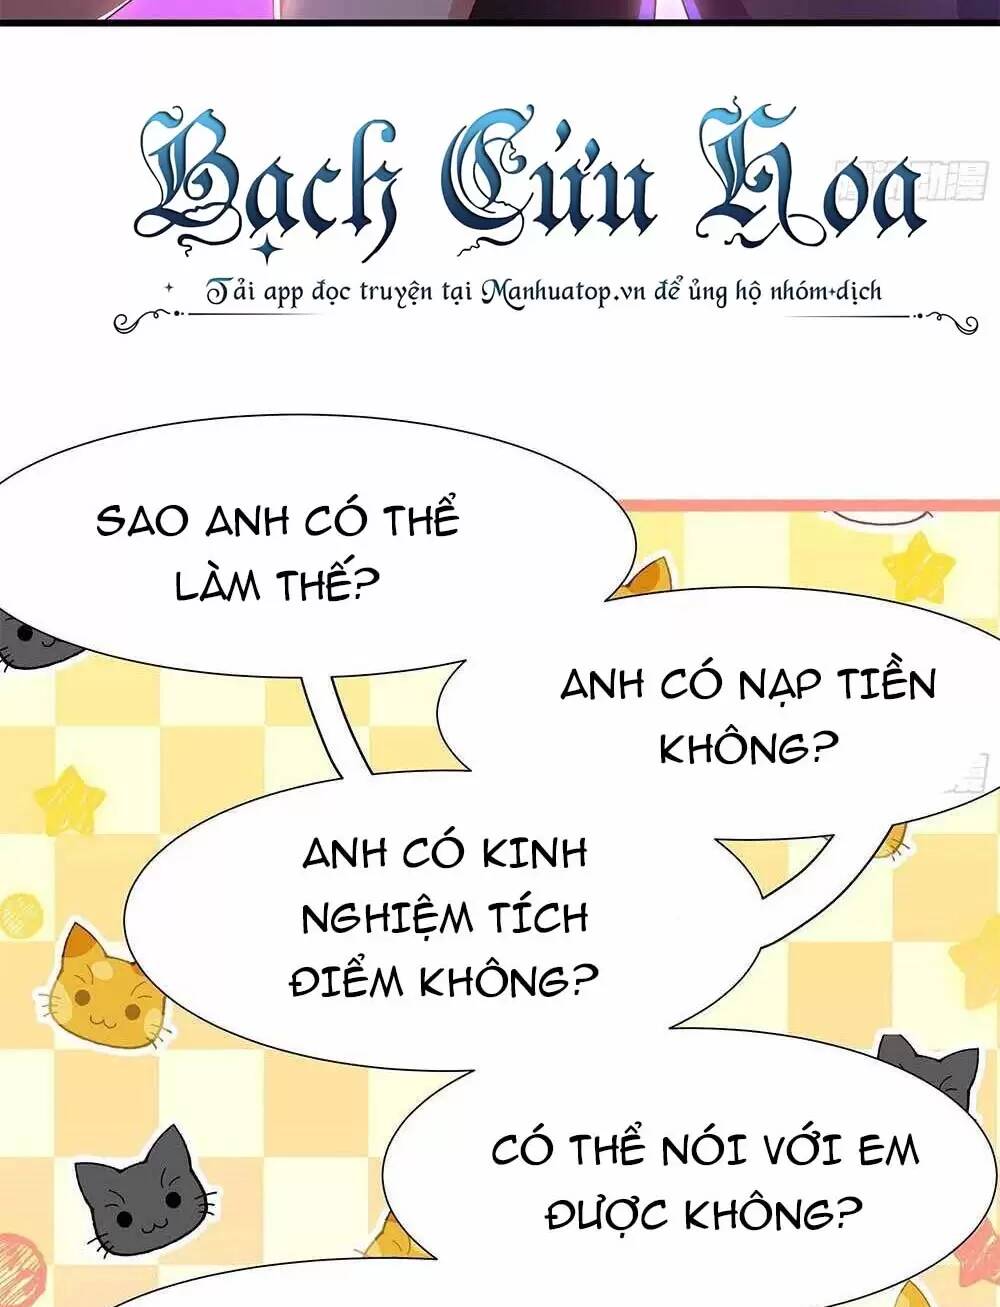 Bạch Cửu Hoa
Tải app đọc truyện tại Manhuatop.vn để ủng hộ nhóm dịch
SAO ANH CÓ THỂ
LÀM THẾ?
ANH CÓ NẠP TIỀN
KHÔNG?
ANH CÓ KINH
NGHIỆM TÍCH
ĐIỂM KHÔNG?
CÓ THỂ NÓI VỚI EM
ĐƯỢC KHÔNG?